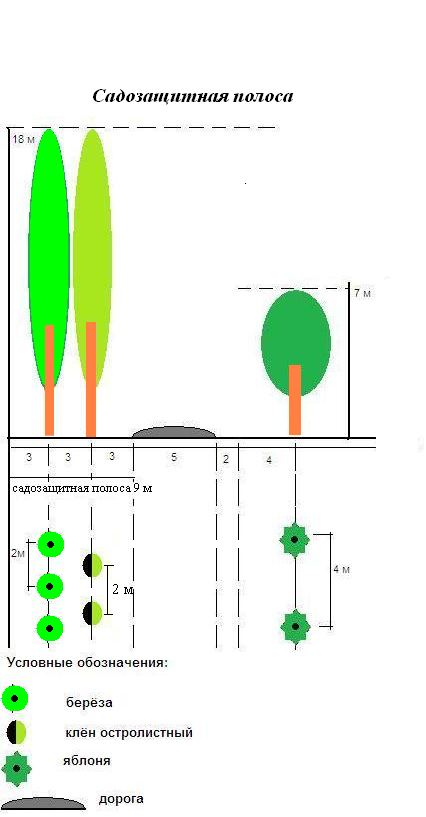 Садозащитная полоса
18 м
7 м
3 3 3 5 2 4
садозащитная полоса 9 м
2м
2 м
4 м
Условные обозначения:
берёза
клён остролистный
яблоня
дорога